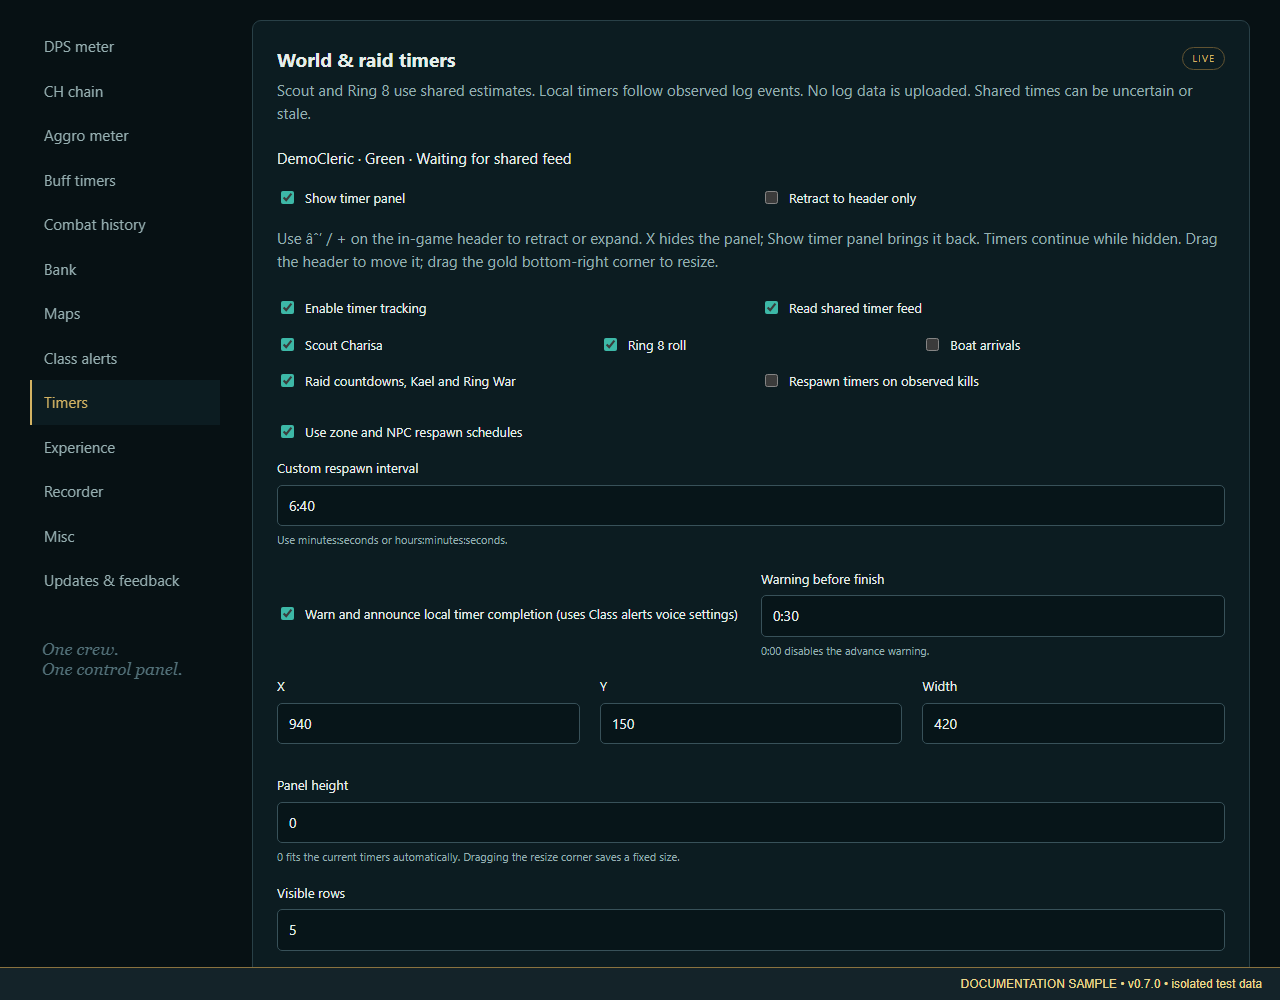 DPS meter
CH chain
Aggro meter
Buff timers
Combat history
Bank
Maps
Class alerts
Timers
Experience
Recorder
Misc
Updates & feedback
One crew.
One control panel.
World & raid timers
LIVE
Scout and Ring 8 use shared estimates. Local timers follow observed log events. No log data is uploaded. Shared times can be uncertain or
stale.
DemoCleric · Green · Waiting for shared feed
Show timer panel
Retract to header only
Use âˆ’ / + on the in-game header to retract or expand. X hides the panel; Show timer panel brings it back. Timers continue while hidden. Drag
the header to move it; drag the gold bottom-right corner to resize.
Enable timer tracking
Read shared timer feed
Scout Charisa
Ring 8 roll
Boat arrivals
Raid countdowns, Kael and Ring War
Respawn timers on observed kills
Use zone and NPC respawn schedules
Custom respawn interval
6:40
Use minutes:seconds or hours:minutes:seconds.
Warn and announce local timer completion (uses Class alerts voice settings)
Warning before finish
0:30
0:00 disables the advance warning.
X
Y
Width
940
150
420
Panel height
0
0 fits the current timers automatically. Dragging the resize corner saves a fixed size.
Visible rows
5
DOCUMENTATION SAMPLE • v0.7.0 • isolated test data